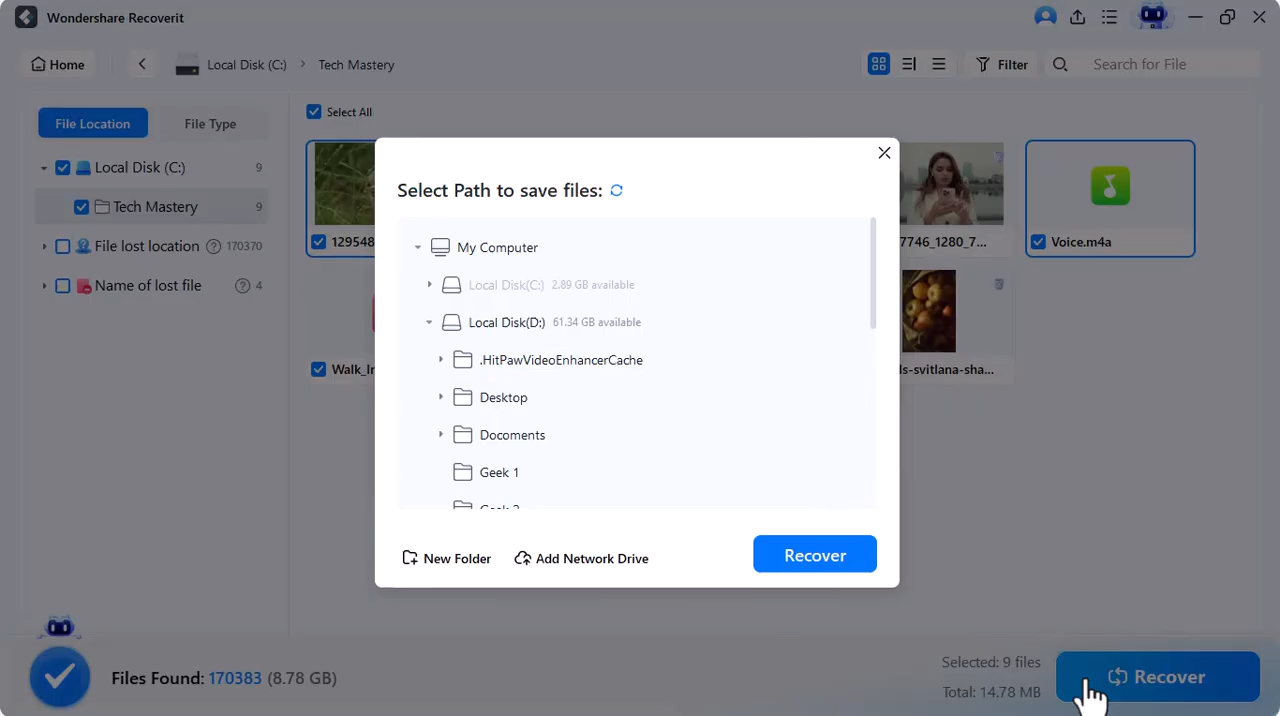 Wondershare Recoverit
Home
Local Disk (C:) > Tech Mastery
Filter
Search for File
File Location
File Type
Select All
Local Disk (C:) 9
Tech Mastery 9
File lost location 170370
Name of lost file 4
129548
7746_1280_7...
Voice.m4a
Walk_In
ls-svitlana-sha...
Select Path to save files:
My Computer
Local Disk(C:) 2.89 GB available
Local Disk(D:) 61.34 GB available
.HitPawVideoEnhancerCache
Desktop
Docoments
Geek 1
Geek 2
New Folder
Add Network Drive
Recover
Files Found: 170383 (8.78 GB)
Selected: 9 files
Total: 14.78 MB
Recover